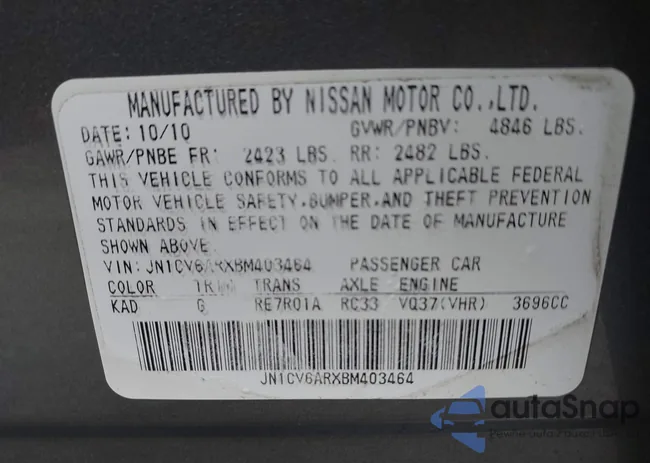 MANUFACTURED BY NISSAN MOTOR CO.,LTD.
DATE: 10/10 GVWR/PNBV: 4846 LBS.
GAWR/PNBE FR: 2423 LBS. RR: 2482 LBS.
THIS VEHICLE CONFORMS TO ALL APPLICABLE FEDERAL
MOTOR VEHICLE SAFETY, BUMPER, AND THEFT PREVENTION
STANDARDS IN EFFECT ON THE DATE OF MANUFACTURE
SHOWN ABOVE.
VIN: JN1CV6ARXBM403464 PASSENGER CAR
COLOR TRIM TRANS AXLE ENGINE
KAD G RE7R01A RC33 VQ37(VHR) 3696CC
JN1CV6ARXBM403464
autoSnap